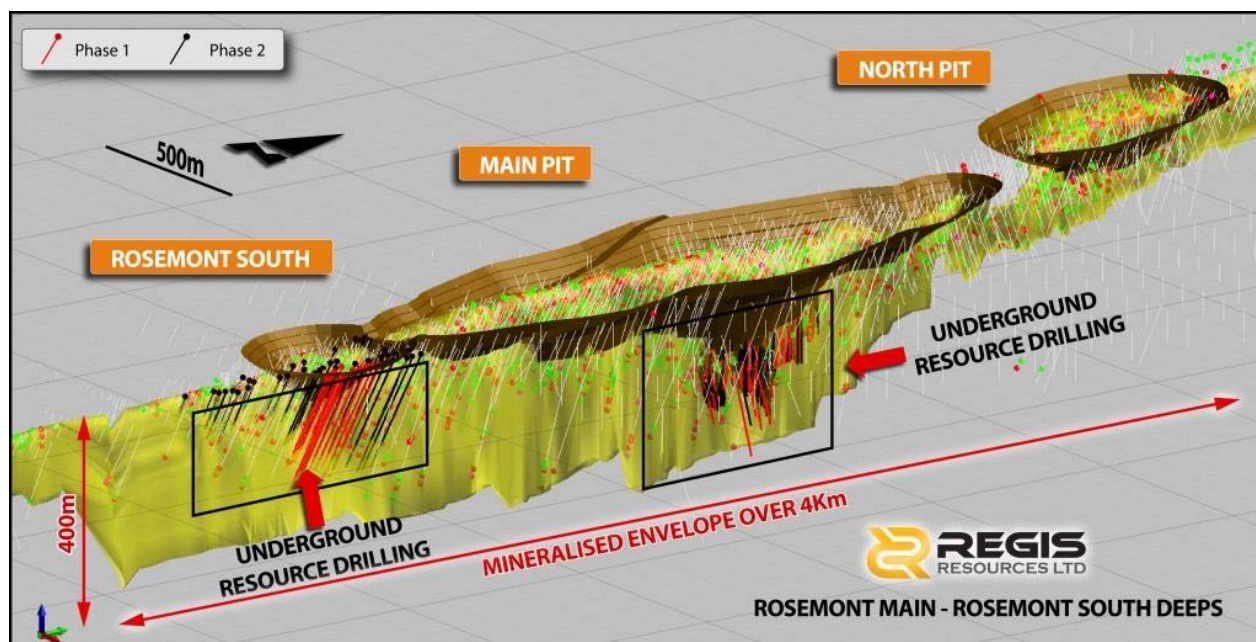 Phase 1
Phase 2
NORTH PIT
500m
MAIN PIT
ROSEMONT SOUTH
UNDERGROUND
RESOURCE DRILLING
400m
UNDERGROUND
RESOURCE DRILLING
MINERALISED ENVELOPE OVER 4Km
REGIS
RESOURCES LTD
ROSEMONT MAIN - ROSEMONT SOUTH DEEPS